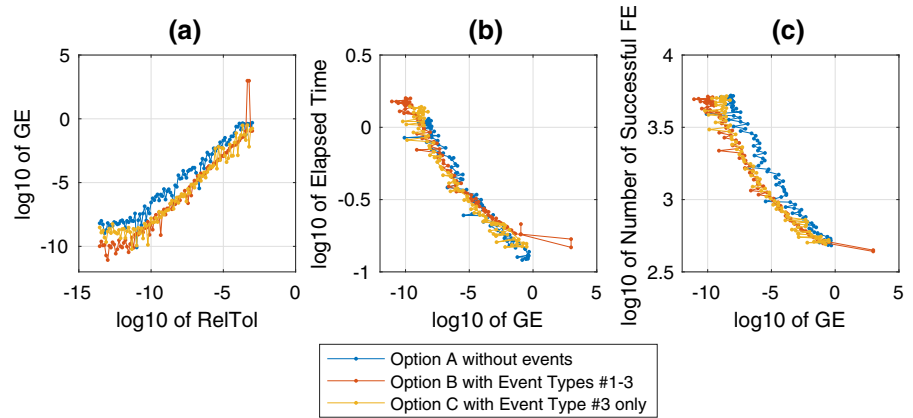 (a)
(b)
(c)
log10 of GE
5
0
-5
-10
-15
-10
-5
0
log10 of RelTol
log10 of Elapsed Time
0.5
0
-0.5
-1
-10
-5
0
5
log10 of GE
log10 of Number of Successful FE
4
3.5
3
2.5
-10
-5
0
5
log10 of GE
Option A without events
Option B with Event Types #1-3
Option C with Event Type #3 only